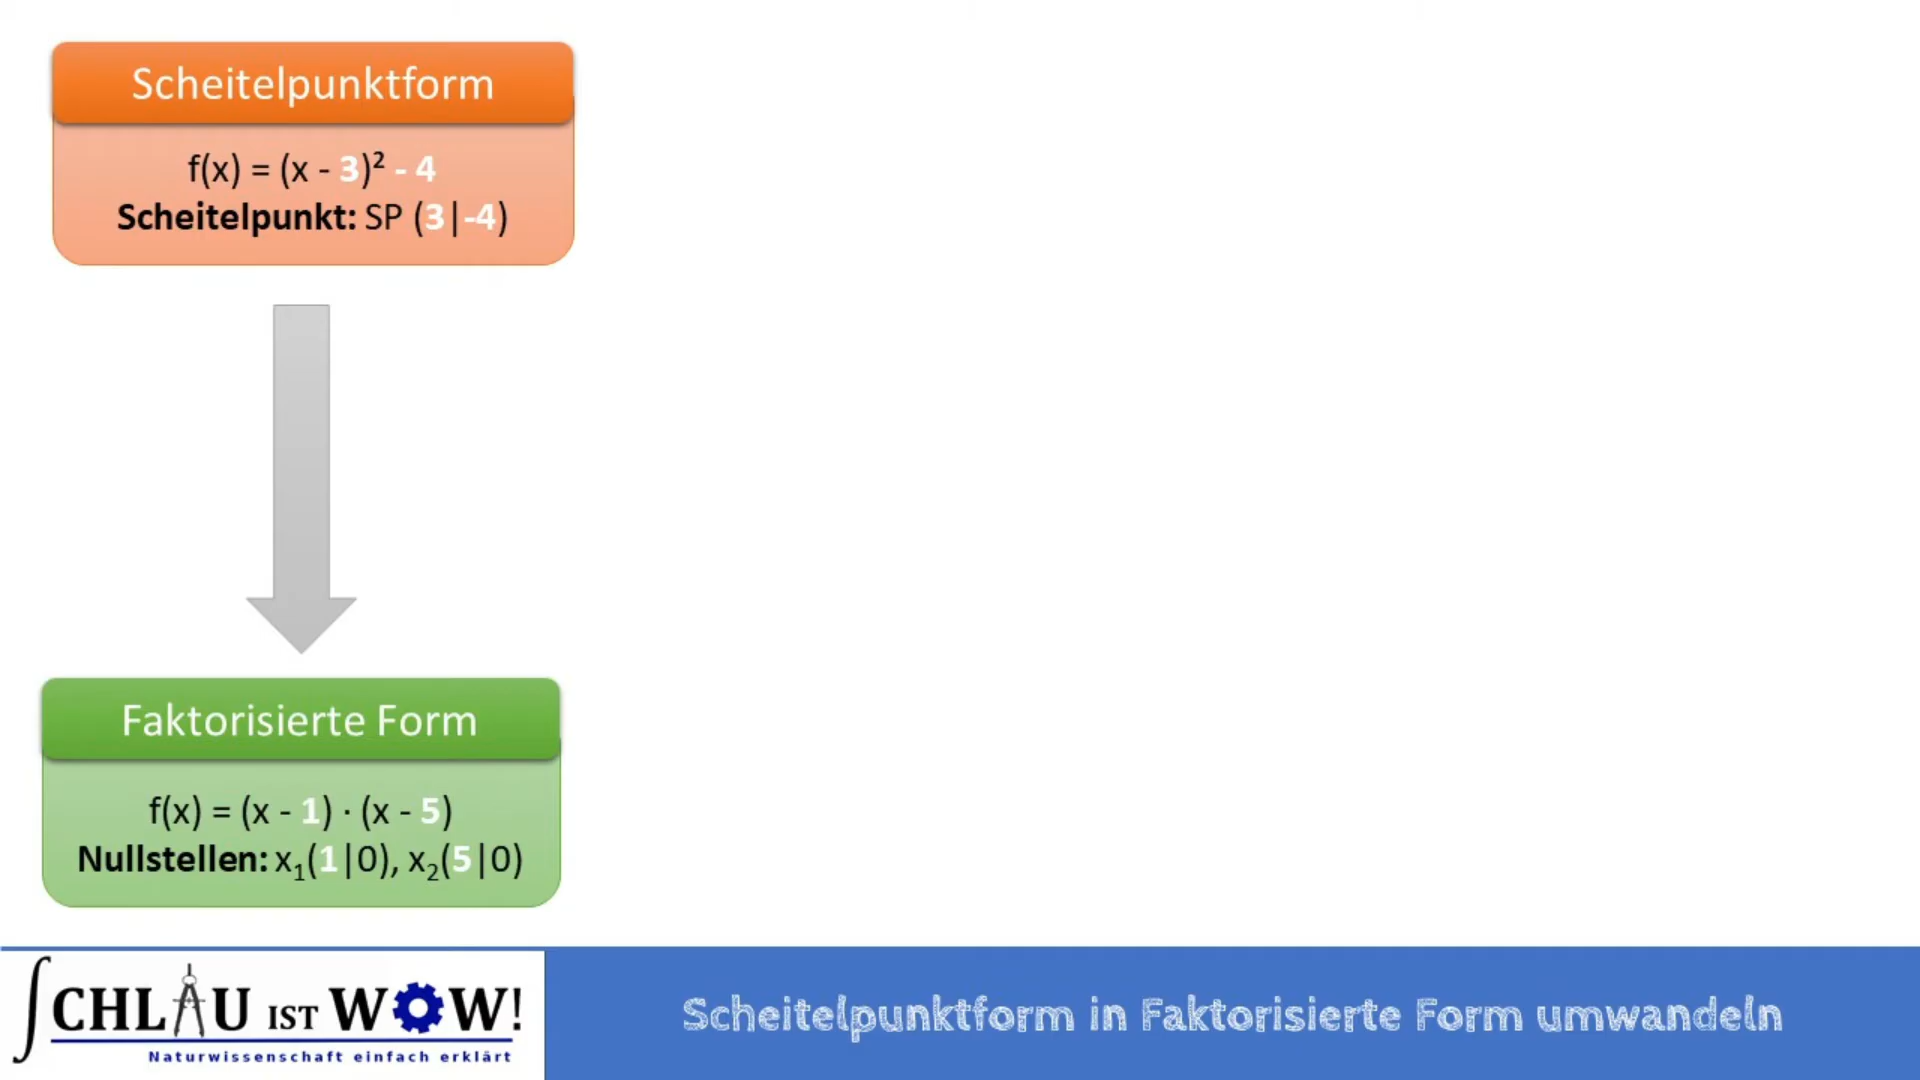 Scheitelpunktform
f(x) = (x - 3)² - 4
Scheitelpunkt: SP (3|-4)
Faktorisierte Form
f(x) = (x - 1) · (x - 5)
Nullstellen: x₁(1|0), x₂(5|0)
SCHLAU IST WOW!
Naturwissenschaft einfach erklärt
Scheitelpunktform in Faktorisierte Form umwandeln